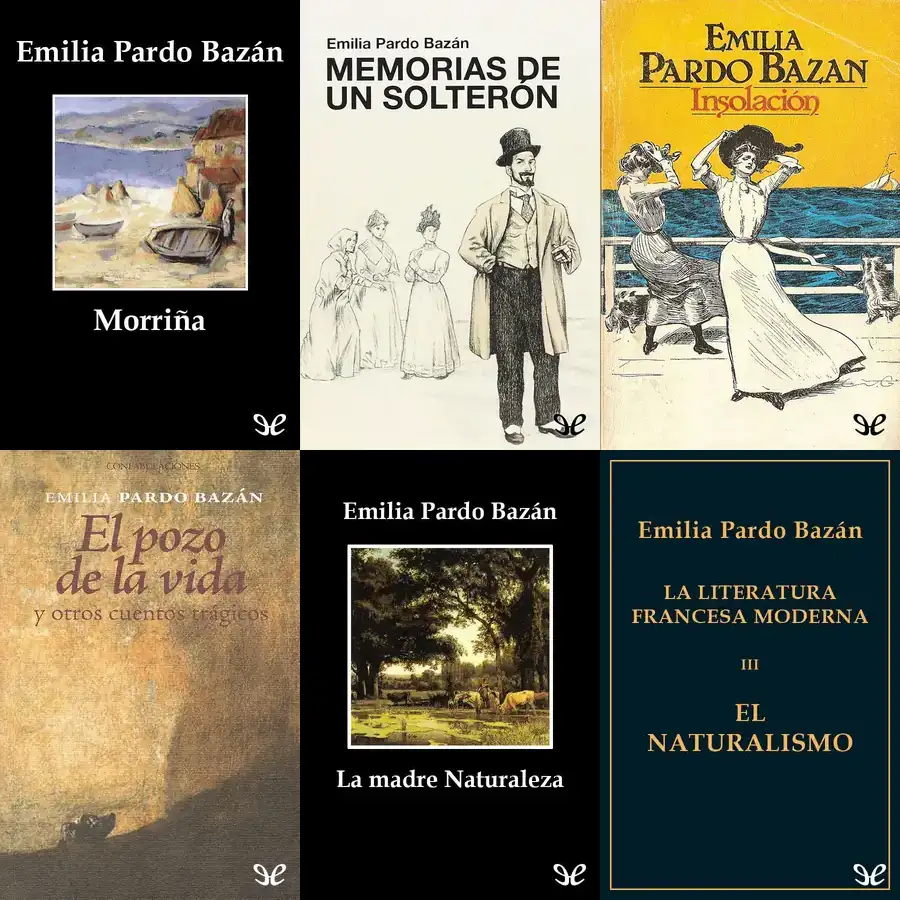 Emilia Pardo Bazán
Morriña
Emilia Pardo Bazán
MEMORIAS DE
UN SOLTERÓN
EMILIA
PARDO BAZAN
Insolación
CONFABULACIONES
EMILIA PARDO BAZÁN
El pozo
de la vida
y otros cuentos trágicos
Emilia Pardo Bazán
La madre Naturaleza
Emilia Pardo Bazán
LA LITERATURA
FRANCESA MODERNA
III
EL
NATURALISMO